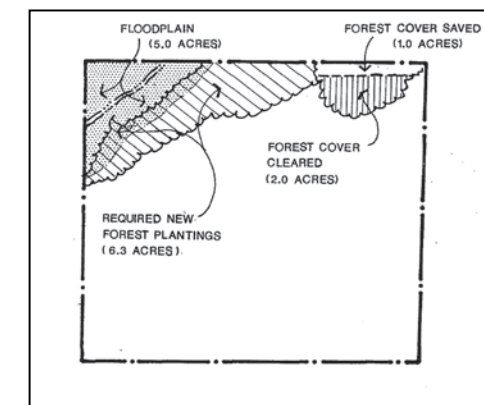 FLOODPLAIN
(5.0 ACRES)
FOREST COVER SAVED
(1.0 ACRES)
FOREST COVER
CLEARED
(2.0 ACRES)
REQUIRED NEW
FOREST PLANTINGS
(6.3 ACRES)